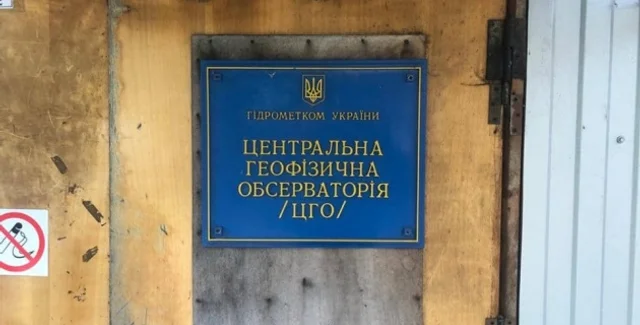 ГІДРОМЕТКОМ УКРАЇНИ
ЦЕНТРАЛЬНА
ГЕОФІЗИЧНА
ОБСЕРВАТОРІЯ
/ЦГО/